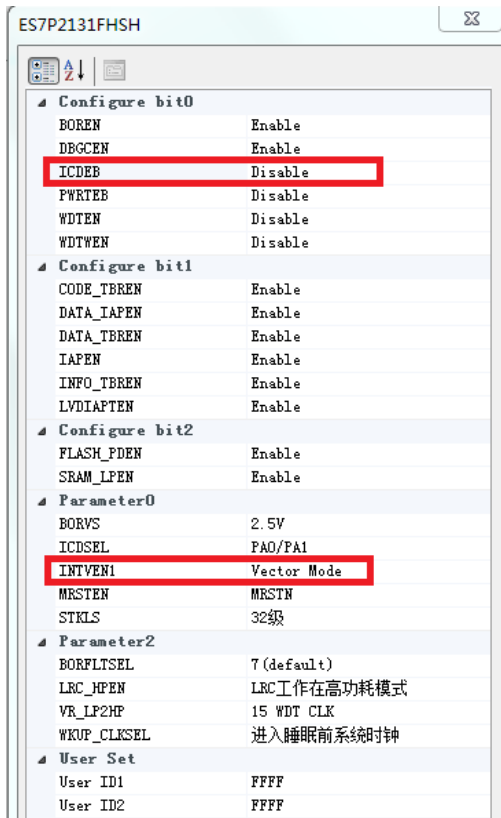 ES7P2131FHSH
Configure bit0
BOREN Enable
DBGCEN Enable
ICDEB Disable
PWRTEB Disable
WDTEN Disable
WDTWEN Disable
Configure bit1
CODE_TBREN Enable
DATA_IAPEN Enable
DATA_TBREN Enable
IAPEN Enable
INFO_TBREN Enable
LVDIAPTEN Enable
Configure bit2
FLASH_PDEN Enable
SRAM_LPEN Enable
Parameter0
BORVS 2.5V
ICDSEL PA0/PA1
INTVEN1 Vector Mode
MRSTEN MRSTN
STKLS 32级
Parameter2
BORFLTSEL 7(default)
LRC_HPEN LRC工作在高功耗模式
VR_LP2HP 15 WDT CLK
WKUP_CLKSEL 进入睡眠前系统时钟
User Set
User ID1 FFFF
User ID2 FFFF